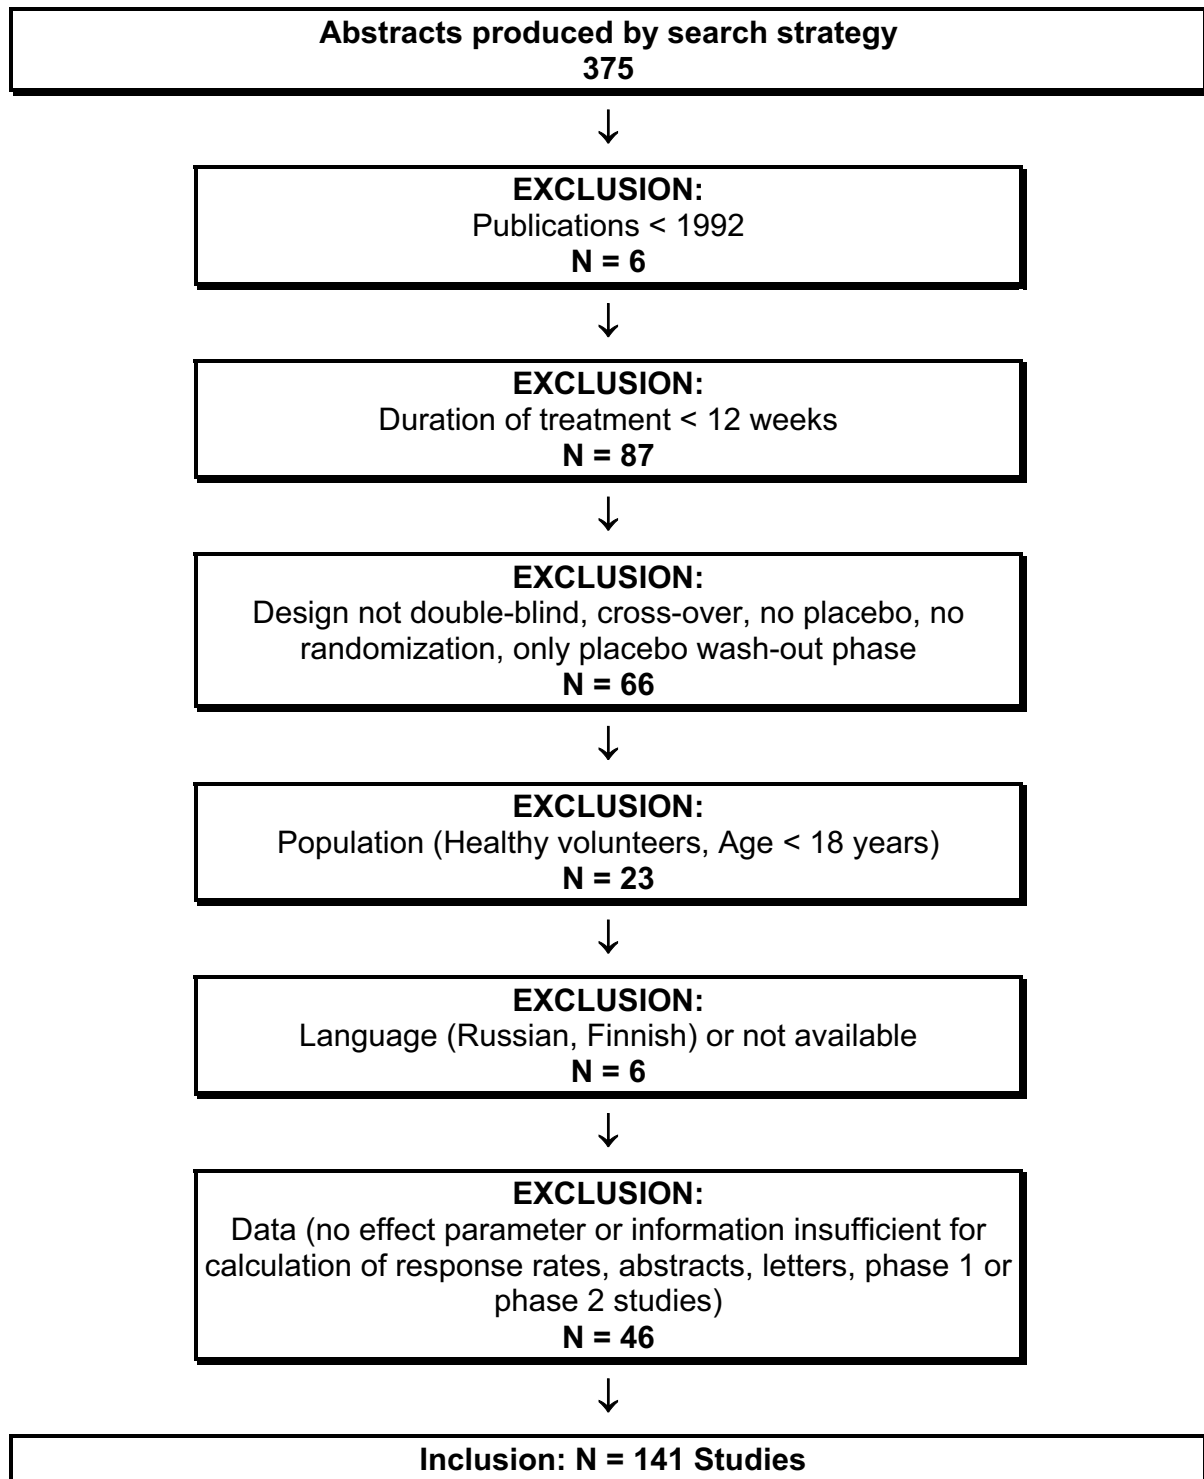 Abstracts produced by search strategy
375
↓
EXCLUSION:
Publications < 1992
N = 6
↓
EXCLUSION:
Duration of treatment < 12 weeks
N = 87
↓
EXCLUSION:
Design not double-blind, cross-over, no placebo, no
randomization, only placebo wash-out phase
N = 66
↓
EXCLUSION:
Population (Healthy volunteers, Age < 18 years)
N = 23
↓
EXCLUSION:
Language (Russian, Finnish) or not available
N = 6
↓
EXCLUSION:
Data (no effect parameter or information insufficient for
calculation of response rates, abstracts, letters, phase 1 or
phase 2 studies)
N = 46
↓
Inclusion: N = 141 Studies